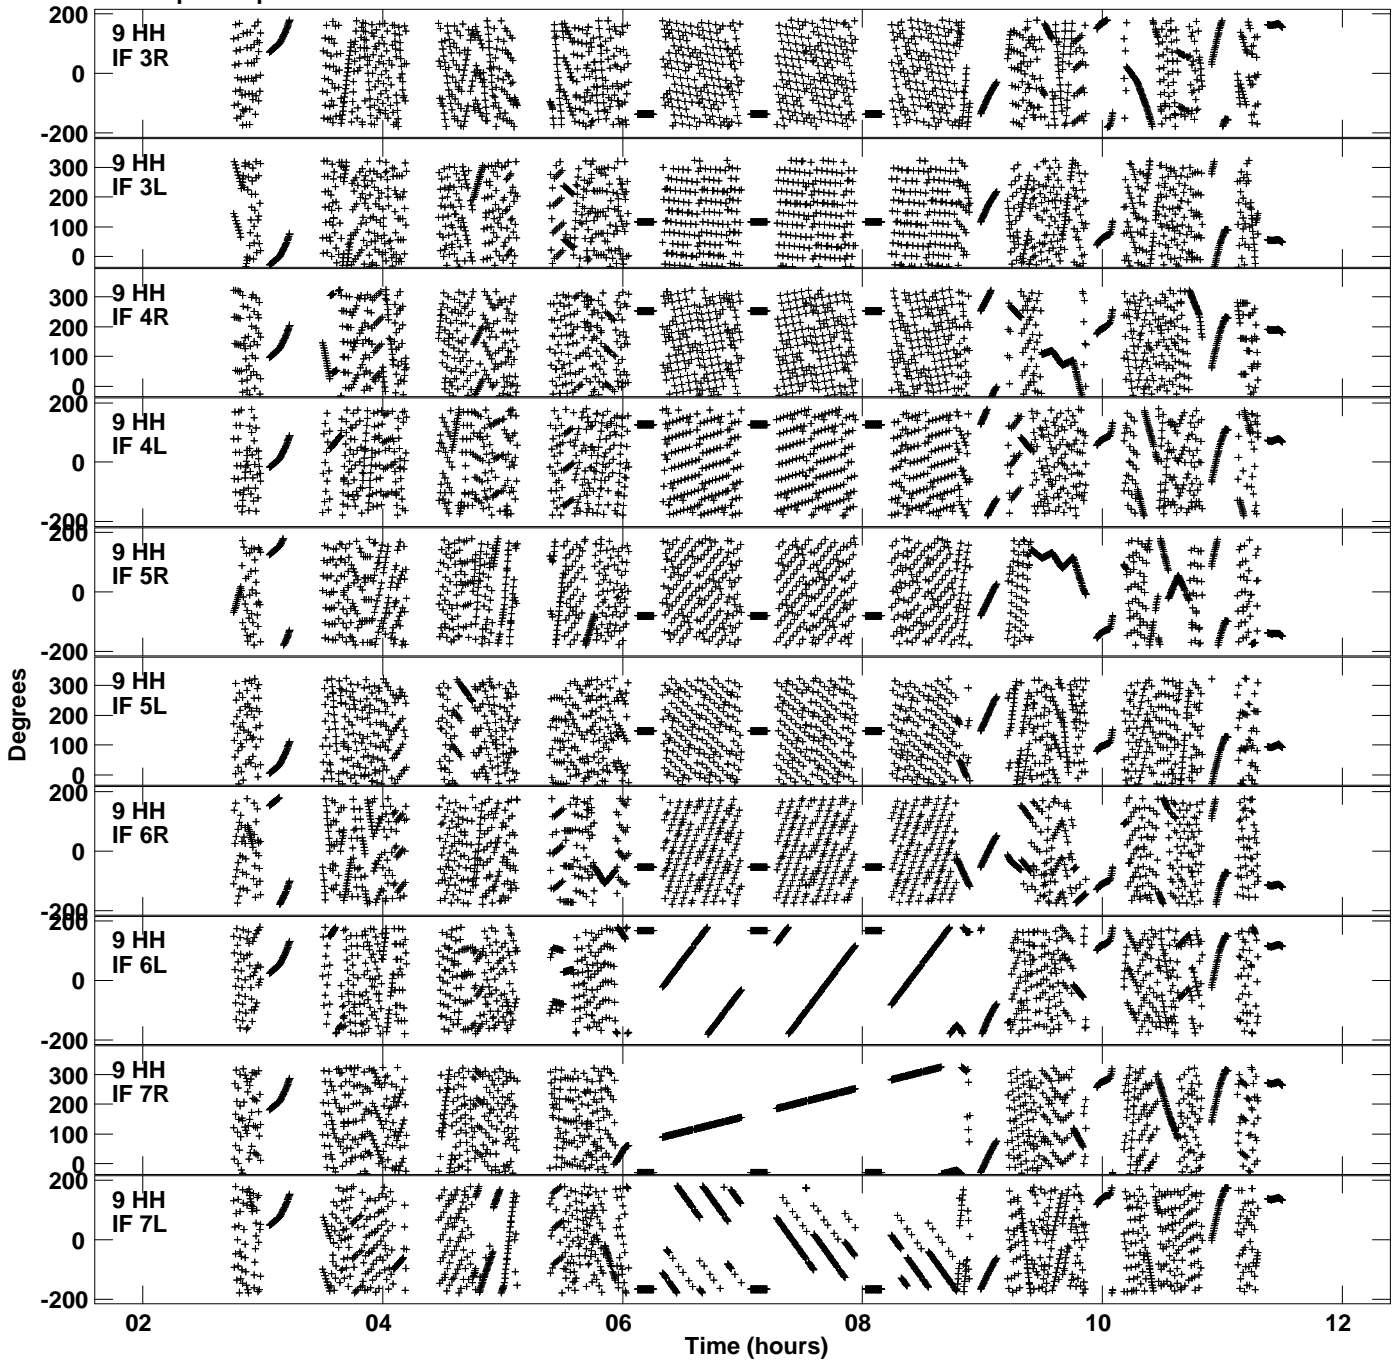 200
9 HH
IF 3R
0
-200
9 HH
300
IF 3L
200
100
0
9 HH
300
IF 4R
200
100
0
200
9 HH
IF 4L
0
-200
200
9 HH
IF 5R
0
-200
9 HH
300
IF 5L
200
100
0
200
9 HH
IF 6R
0
-200
200
9 HH
IF 6L
0
-200
9 HH
300
IF 7R
200
100
0
200
9 HH
IF 7L
0
-200
Degrees
02 04 06 08 10 12
Time (hours)